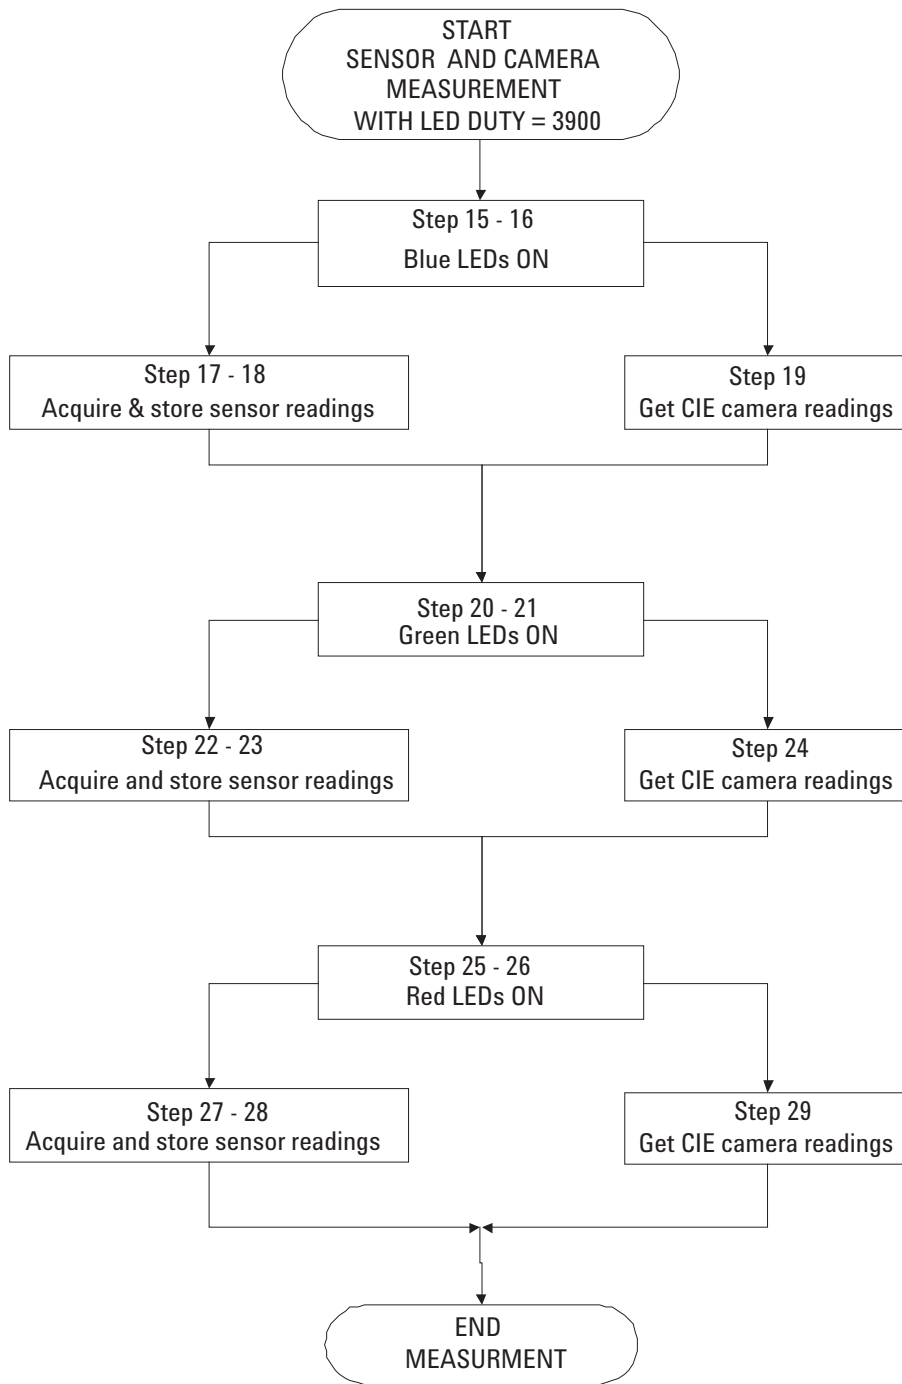 START
SENSOR AND CAMERA
MEASUREMENT
WITH LED DUTY = 3900
Step 15 - 16
Blue LEDs ON
Step 17 - 18
Acquire & store sensor readings
Step 19
Get CIE camera readings
Step 20 - 21
Green LEDs ON
Step 22 - 23
Acquire and store sensor readings
Step 24
Get CIE camera readings
Step 25 - 26
Red LEDs ON
Step 27 - 28
Acquire and store sensor readings
Step 29
Get CIE camera readings
END
MEASURMENT